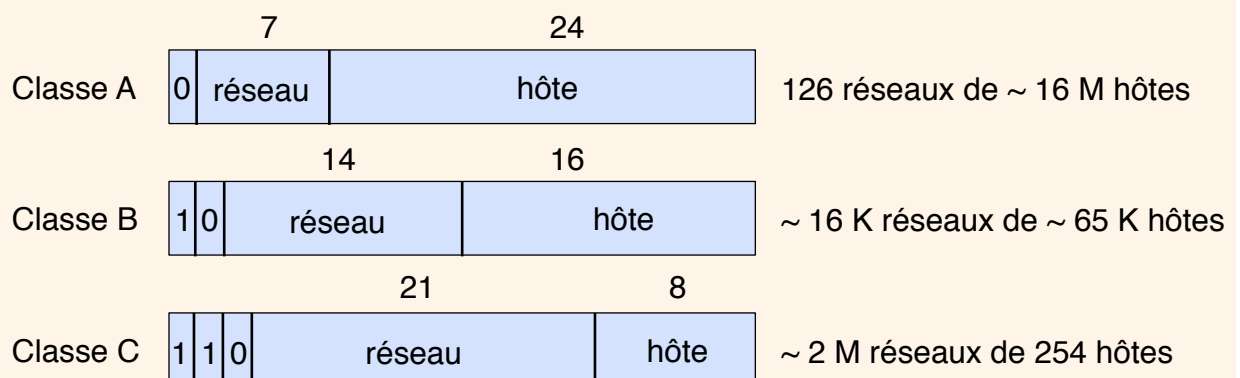 7 24
Classe A 0 réseau hôte 126 réseaux de ~ 16 M hôtes
14 16
Classe B 1 0 réseau hôte ~ 16 K réseaux de ~ 65 K hôtes
21 8
Classe C 1 1 0 réseau hôte ~ 2 M réseaux de 254 hôtes